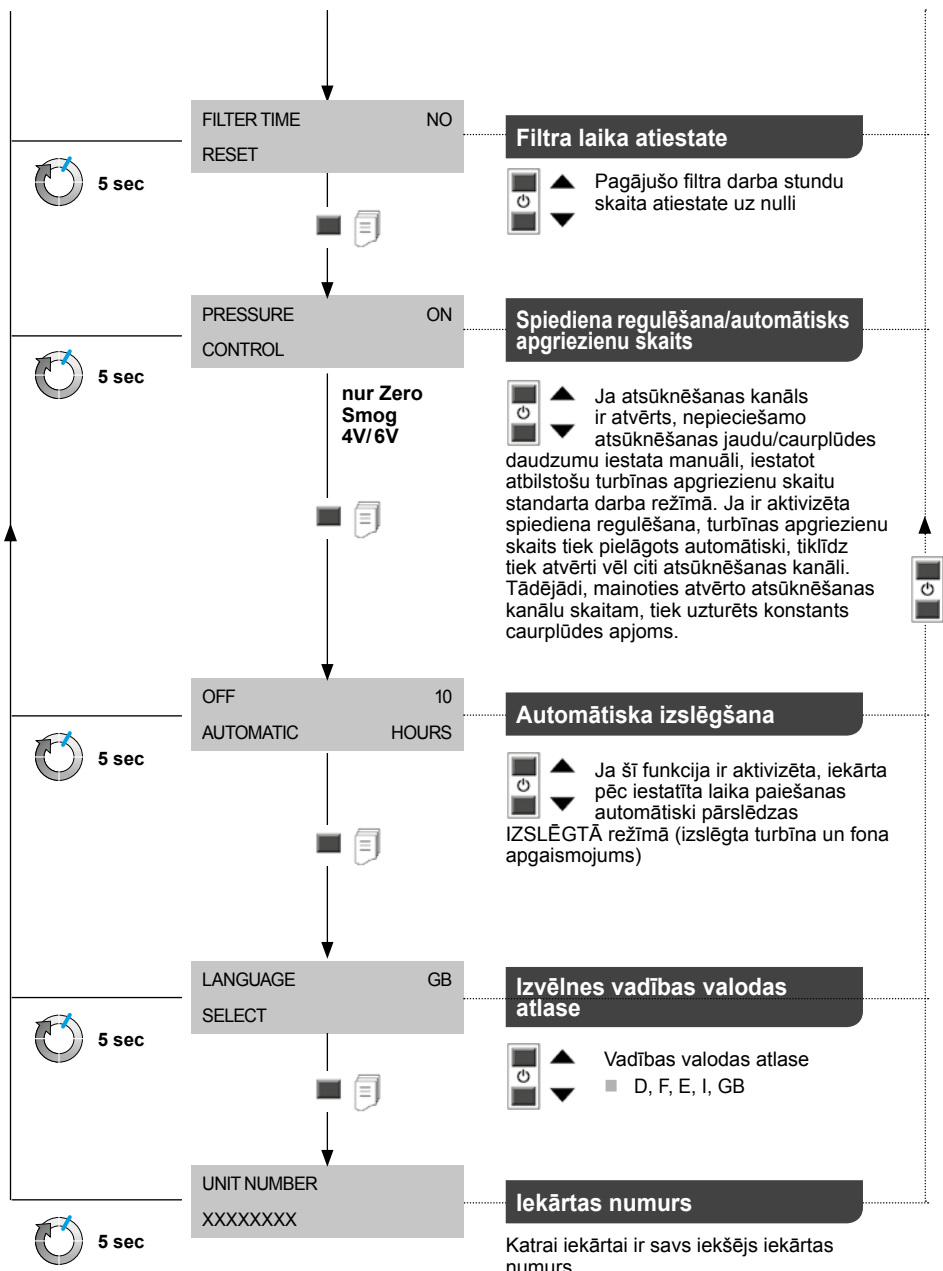 FILTER TIME NO
RESET
5 sec
Filtra laika atiestate
Pagājušo filtra darba stundu
skaita atiestate uz nulli
PRESSURE ON
CONTROL
5 sec
nur Zero
Smog
4V/6V
Spiediena regulēšana/automātisks
apgriezienu skaits
Ja atsūknēšanas kanāls
ir atvērts, nepieciešamo
atsūknēšanas jaudu/caurplūdes
daudzumu iestata manuāli, iestatot
atbilstošu turbīnas apgriezienu skaitu
standarta darba režīmā. Ja ir aktivizēta
spiediena regulēšana, turbīnas apgriezienu
skaits tiek pielāgots automātiski, tiklīdz
tiek atvērti vēl citi atsūknēšanas kanāli.
Tādējādi, mainoties atvērto atsūknēšanas
kanālu skaitam, tiek uzturēts konstants
caurplūdes apjoms.
OFF 10
AUTOMATIC HOURS
5 sec
Automātiska izslēgšana
Ja šī funkcija ir aktivizēta, iekārta
pēc iestatīta laika paiešanas
automātiski pārslēdzas
IZSLĒGTĀ režīmā (izslēgta turbīna un fona
apgaismojums)
LANGUAGE GB
SELECT
5 sec
Izvēlnes vadības valodas
atlase
Vadības valodas atlase
■ D, F, E, I, GB
UNIT NUMBER
XXXXXXXX
5 sec
Iekārtas numurs
Katrai iekārtai ir savs iekšējs iekārtas
numurs